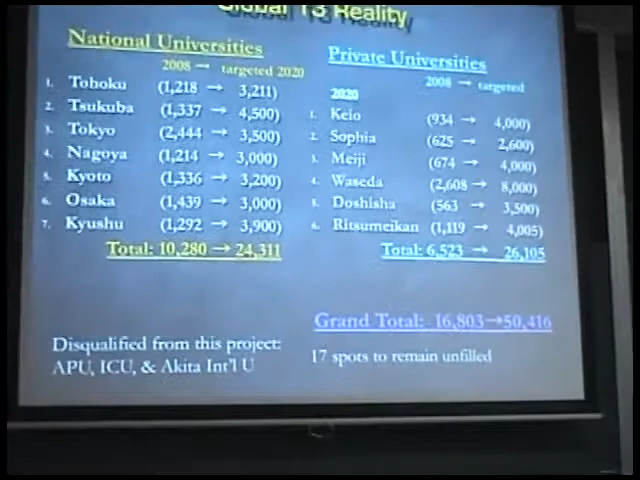 Global 13 Reality
National Universities
2008 → targeted 2020
1. Tohoku (1,218 → 3,211)
2. Tsukuba (1,337 → 4,500)
3. Tokyo (2,444 → 3,500)
4. Nagoya (1,214 → 3,000)
5. Kyoto (1,336 → 3,200)
6. Osaka (1,439 → 3,000)
7. Kyushu (1,292 → 3,900)
Total: 10,280 → 24,311
Private Universities
2008 → targeted
2020
1. Keio (934 → 4,000)
2. Sophia (625 → 2,600)
3. Meiji (674 → 4,000)
4. Waseda (2,608 → 8,000)
5. Doshisha (563 → 3,500)
6. Ritsumeikan (1,119 → 4,005)
Total: 6,523 → 26,105
Grand Total: 16,803→50,416
Disqualified from this project:
APU, ICU, & Akita Int'l U
17 spots to remain unfilled